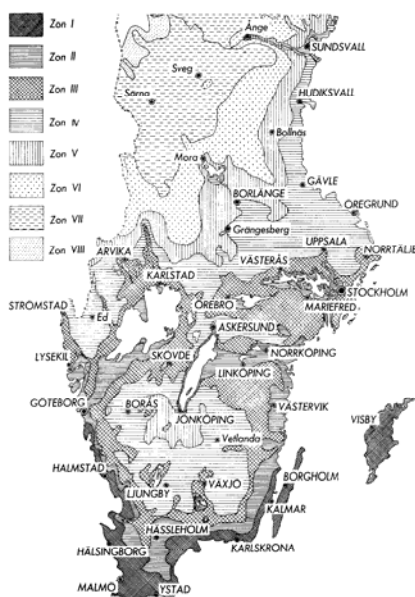 Zon I
Zon II
Zon III
Zon IV
Zon V
Zon VI
Zon VII
Zon VIII
Ånge
SUNDSVALL
Sveg
Särna
HUDIKSVALL
Bollnäs
Mora
GÄVLE
BORLÄNGE
ÖREGRUND
Grängesberg
UPPSALA
ARVIKA
VÄSTERÅS
NORRTÄLJE
KARLSTAD
STOCKHOLM
ÖREBRO
MARIEFRED
STRÖMSTAD
Ed
ASKERSUND
LYSEKIL
SKÖVDE
NORRKÖPING
LINKÖPING
GÖTEBORG
BORÅS
JÖNKÖPING
VÄSTERVIK
VISBY
Vetlanda
HALMSTAD
LJUNGBY
VÄXJÖ
BORGHOLM
KALMAR
HÄSSLEHOLM
HÄLSINGBORG
KARLSKRONA
MALMÖ
YSTAD